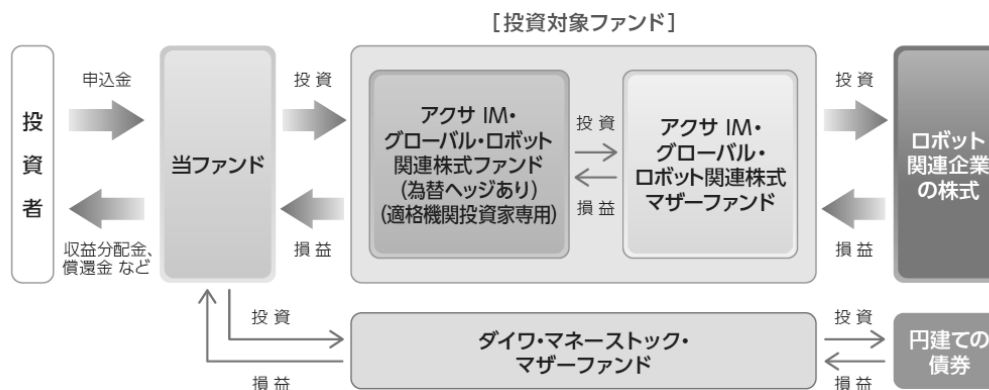 [投資対象ファンド]
投資者
申込金
収益分配金、
償還金 など
当ファンド
投 資
損 益
アクサ IM・
グローバル・ロボット
関連株式ファンド
(為替ヘッジあり)
(適格機関投資家専用)
投 資
損 益
アクサ IM・
グローバル・
ロボット関連株式
マザーファンド
投 資
損 益
ロボット
関連企業
の株式
投 資
損 益
ダイワ・マネーストック・
マザーファンド
投 資
損 益
円建ての
債券